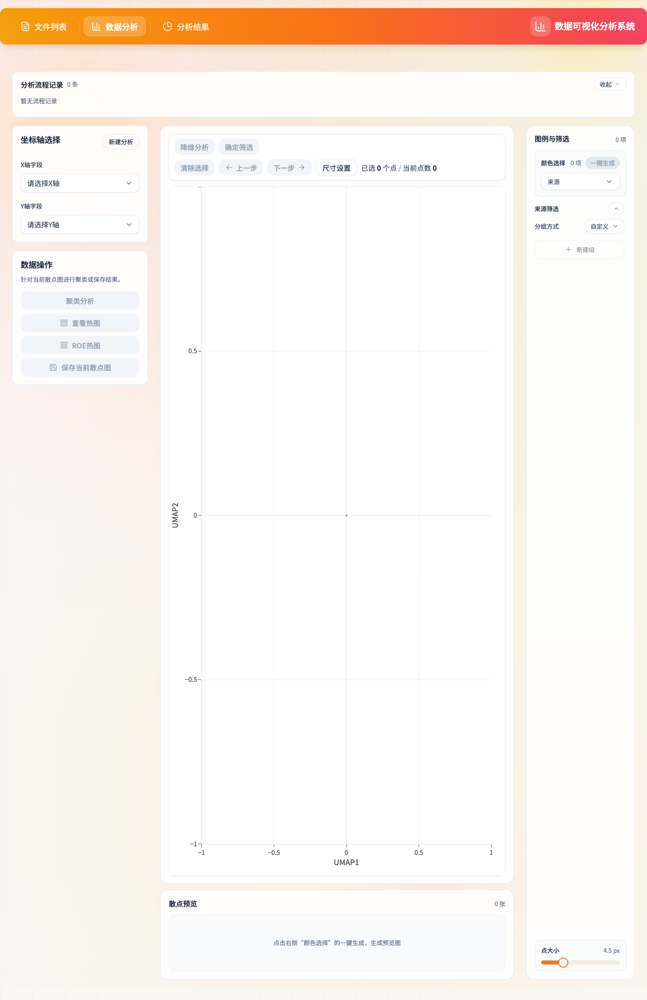 文件列表
数据分析
分析结果
数据可视化分析系统
分析流程记录 0 条
收起
暂无流程记录
坐标轴选择
新建分析
X轴字段
请选择X轴
Y轴字段
请选择Y轴
数据操作
针对当前散点图进行聚类或保存结果。
聚类分析
查看热图
ROE热图
保存当前散点图
降维分析
确定筛选
清除选择
上一步
下一步
尺寸设置
已选 0 个点 / 当前点数 0
0.5
0
−0.5
−1
UMAP2
−1
−0.5
0
0.5
1
UMAP1
散点预览
0 张
点击右侧“颜色选择”的一键生成，生成预览图
图例与筛选
0 项
颜色选择 0 项
一键生成
来源
来源筛选
分组方式
自定义
新建组
点大小
4.5 px